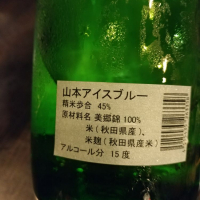 山本アイスブルー
精米歩合 45%
原材料名 美郷錦 100%
米(秋田県産)、
米麹(秋田県産米)
アルコール分 15 度